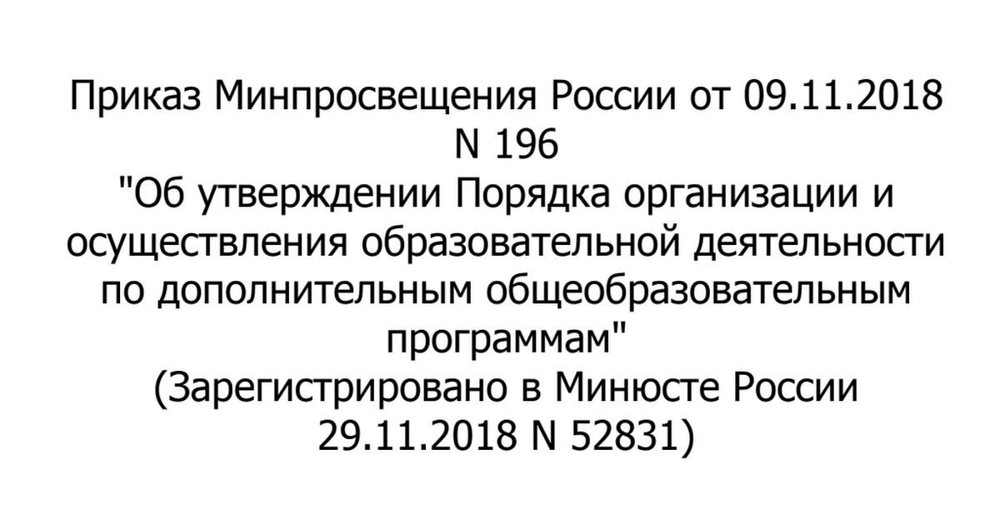 Приказ Минпросвещения России от 09.11.2018
N 196
"Об утверждении Порядка организации и
осуществления образовательной деятельности
по дополнительным общеобразовательным
программам"
(Зарегистрировано в Минюсте России
29.11.2018 N 52831)